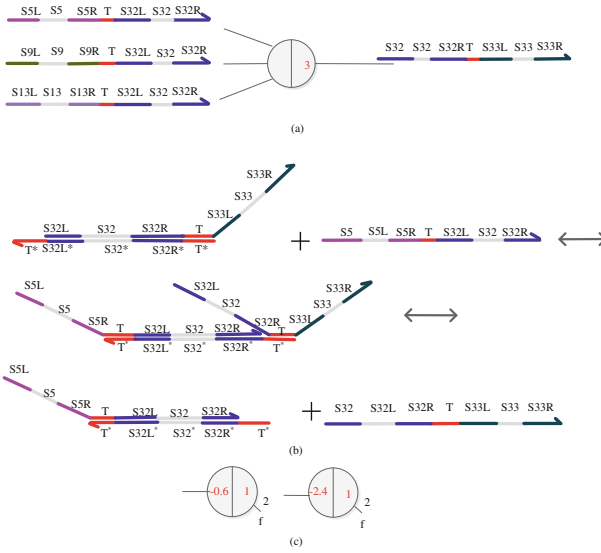 S5L S5 S5R T S32L S32 S32R
S9L S9 S9R T S32L S32 S32R
3
S32 S32 S32R T S33L S33 S33R
S13L S13 S13R T S32L S32 S32R
(a)
S33R
S33
S33L
S32L S32 S32R T
T* S32L* S32* S32R* T*
+
S5 S5L S5R T S32L S32 S32R
S5L
S5
S5R
S32L
S32
S32R
S33R
S33
S33L
T S32L S32 S32R T
T* S32L* S32* S32R* T*
S5L
S5
S5R
T S32L S32 S32R
T* S32L* S32* S32R* T*
+
S32 S32L S32R T S33L S33 S33R
(b)
-0.6 1 2
f
-2.4 1 2
f
(c)